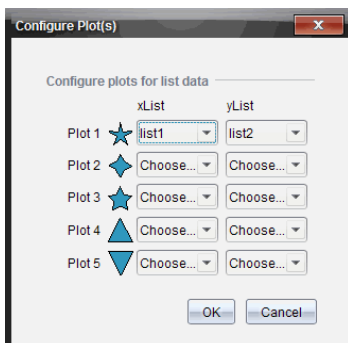 Configure Plot(s)
Configure plots for list data
xList yList
Plot 1 list1 list2
Plot 2 Choose... Choose...
Plot 3 Choose... Choose...
Plot 4 Choose... Choose...
Plot 5 Choose... Choose...
OK Cancel